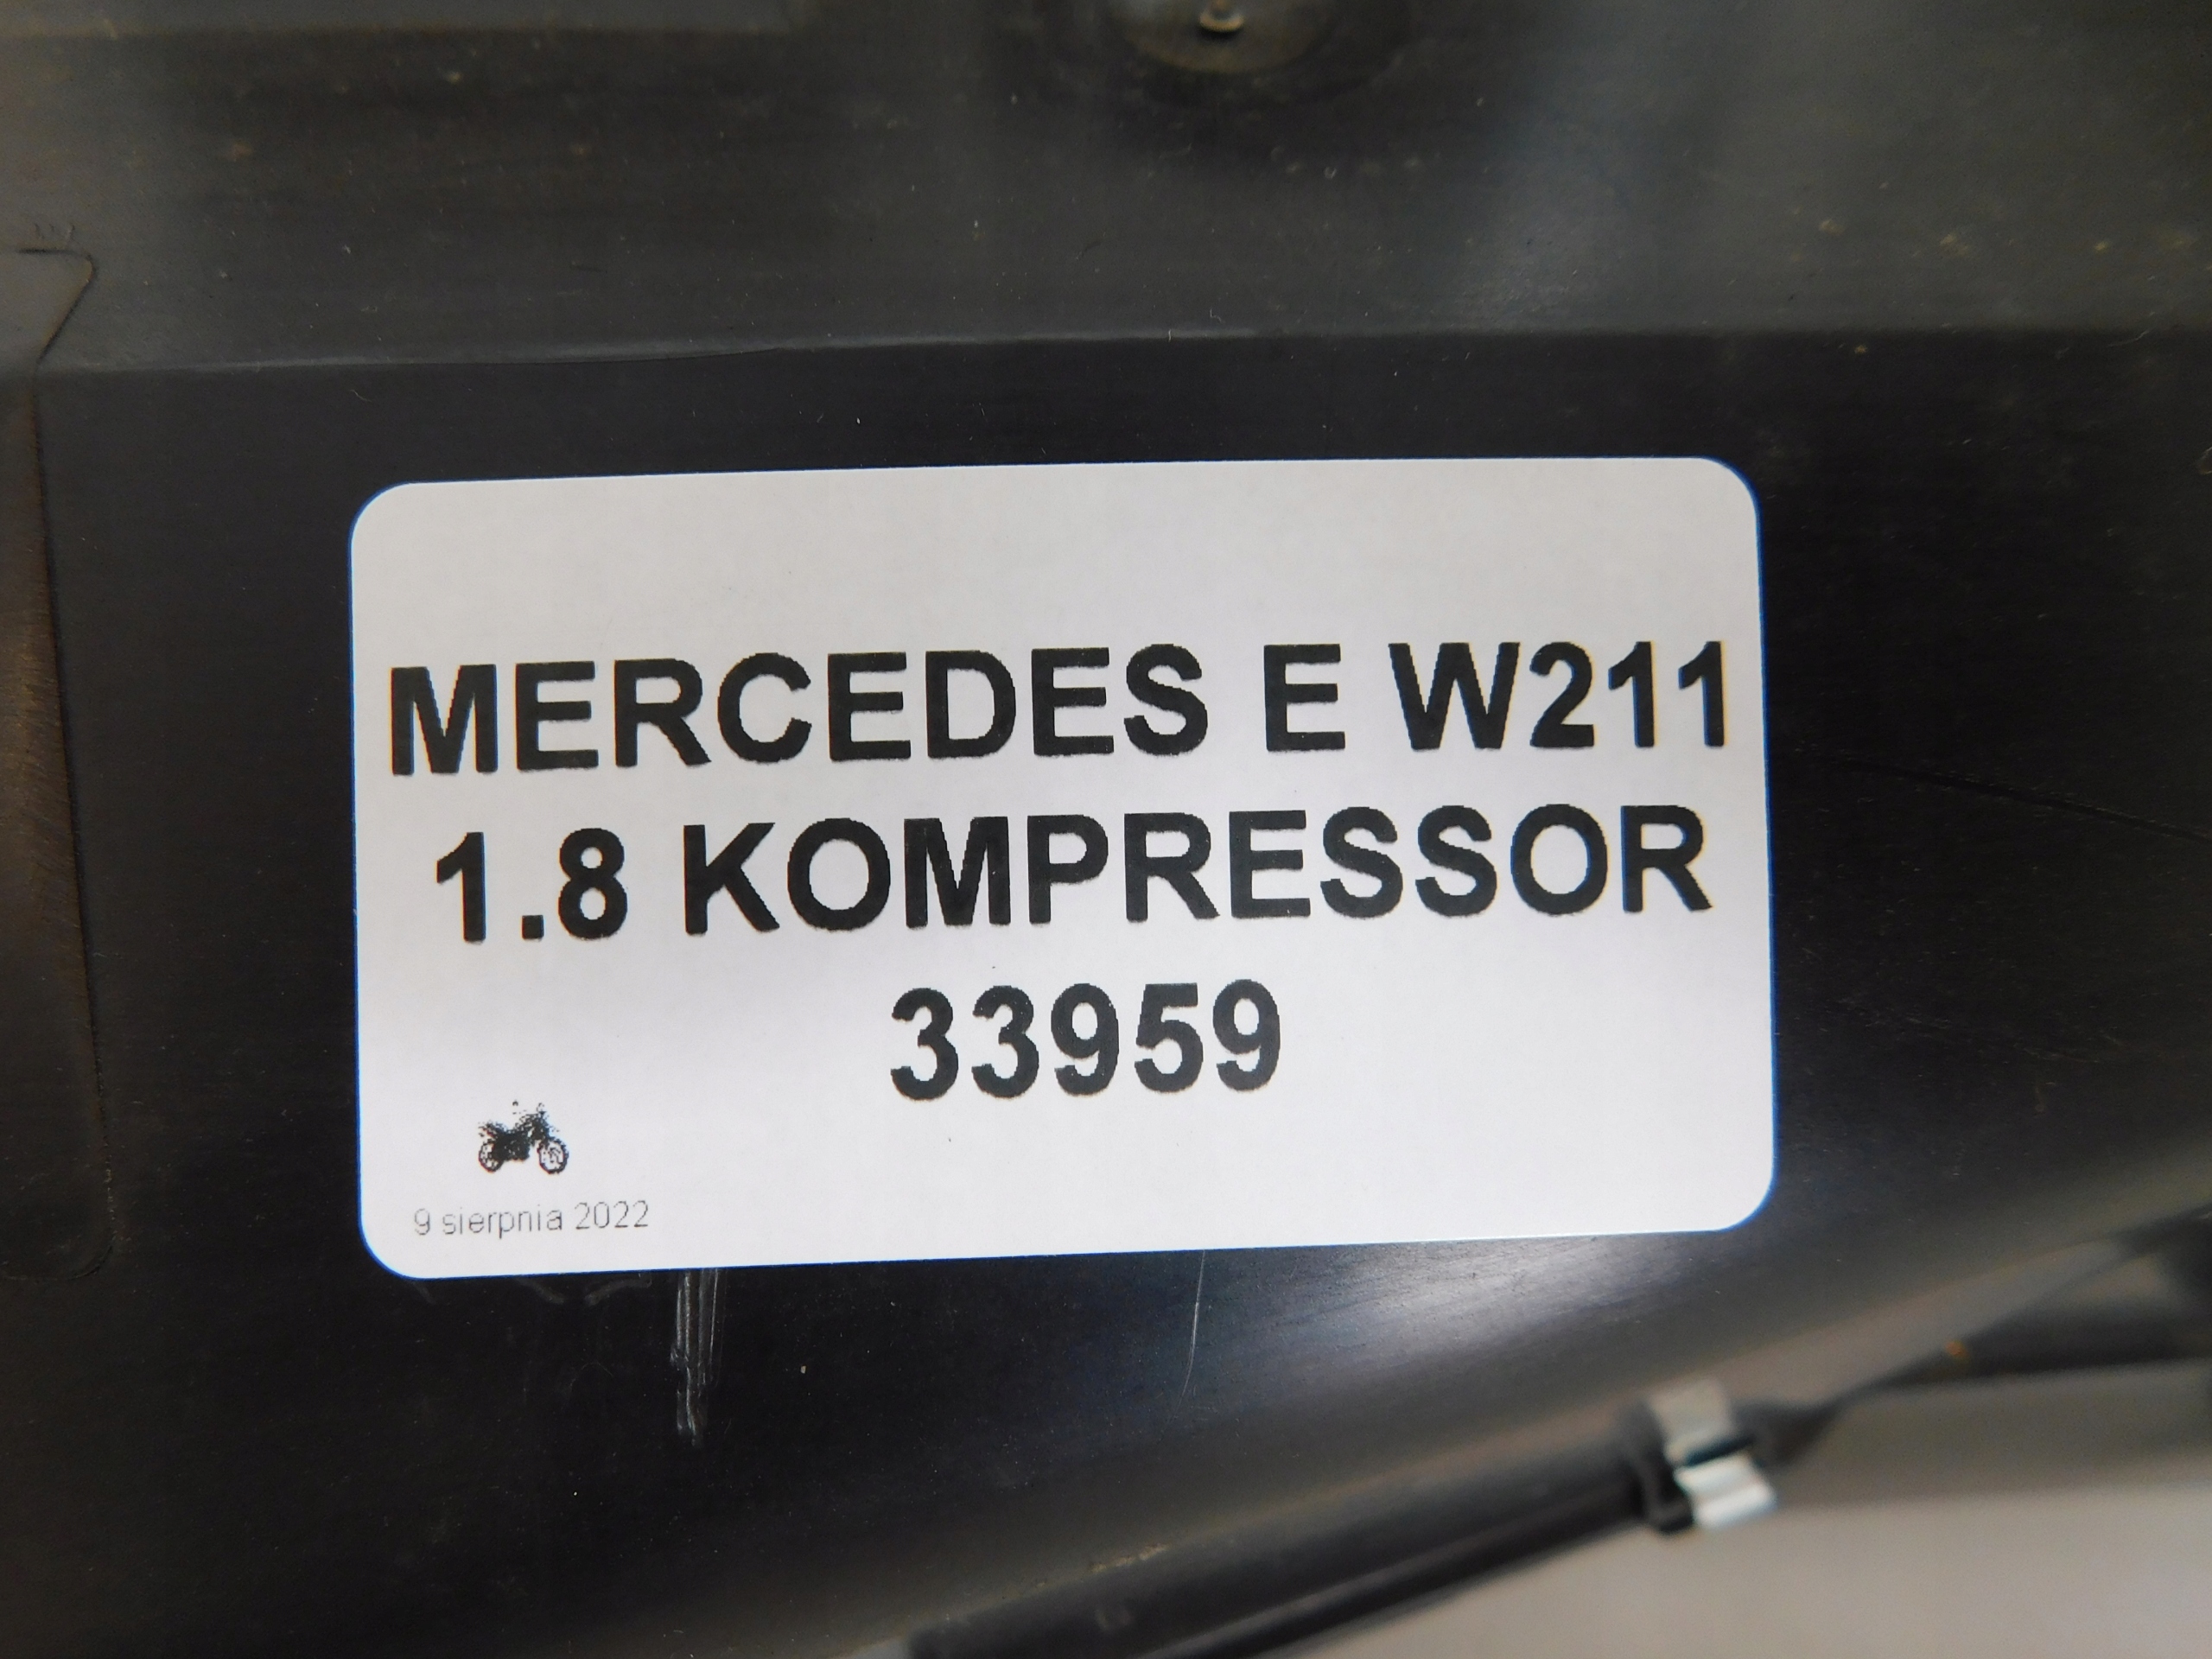 MERCEDES E W211
1.8 KOMPRESSOR
33959
9 sierpnia 2022